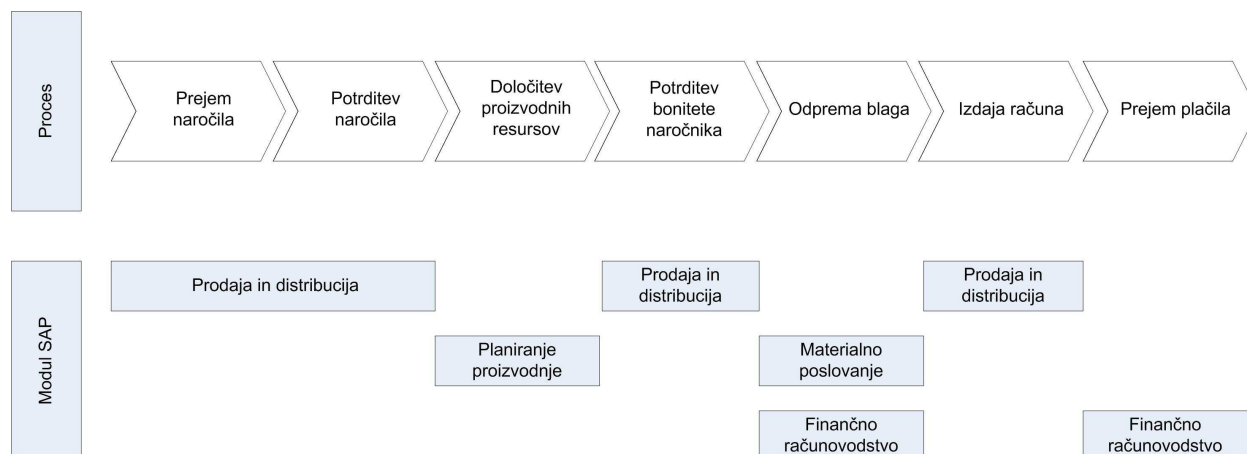 Proces
Prejem
naročila
Potrditev
naročila
Določitev
proizvodnih
resursov
Potrditev
bonitete
naročnika
Odprema blaga
Izdaja računa
Prejem plačila
Modul SAP
Prodaja in distribucija
Prodaja in
distribucija
Prodaja in
distribucija
Planiranje
proizvodnje
Materialno
poslovanje
Finančno
računovodstvo
Finančno
računovodstvo